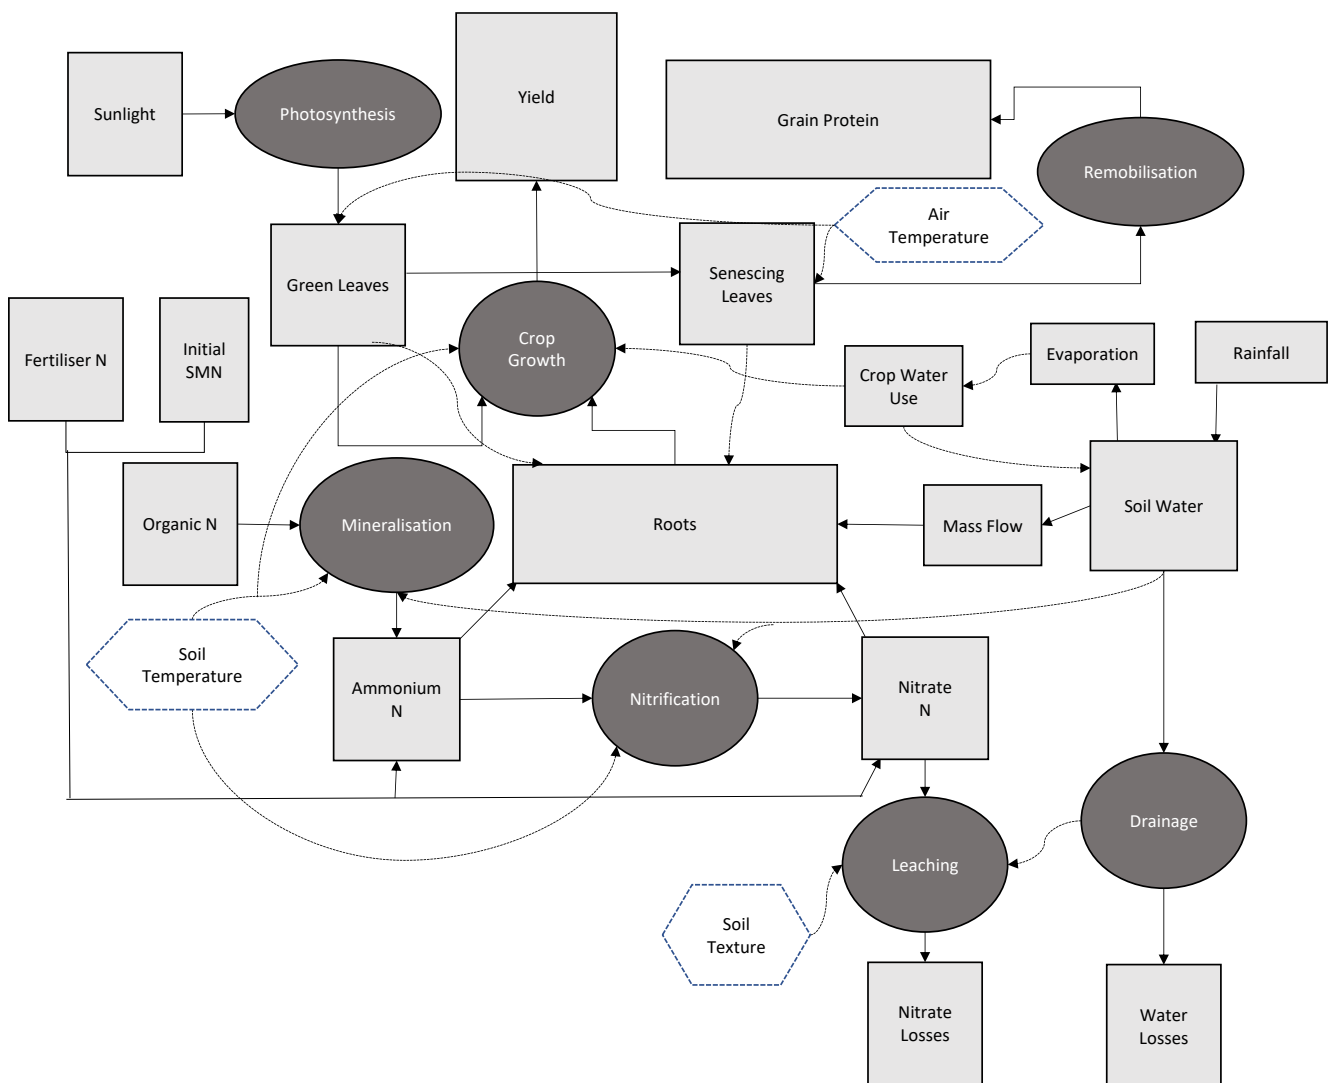 Sunlight
Photosynthesis
Yield
Grain Protein
Remobilisation
Air
Temperature
Green Leaves
Senescing
Leaves
Fertiliser N
Initial
SMN
Crop
Growth
Crop Water
Use
Evaporation
Rainfall
Organic N
Mineralisation
Roots
Mass Flow
Soil Water
Soil
Temperature
Ammonium
N
Nitrification
Nitrate
N
Drainage
Leaching
Soil
Texture
Nitrate
Losses
Water
Losses